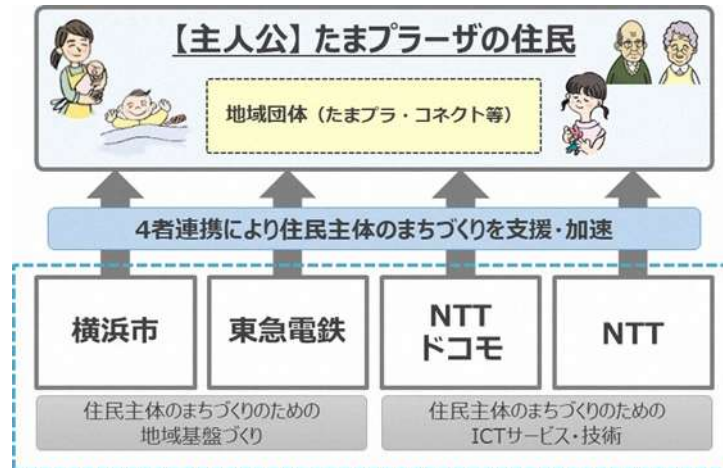 【主人公】たまプラーザの住民
地域団体（たまプラ・コネクト等）
4者連携により住民主体のまちづくりを支援・加速
横浜市
東急電鉄
NTT
ドコモ
NTT
住民主体のまちづくりのための
地域基盤づくり
住民主体のまちづくりのための
ICTサービス・技術